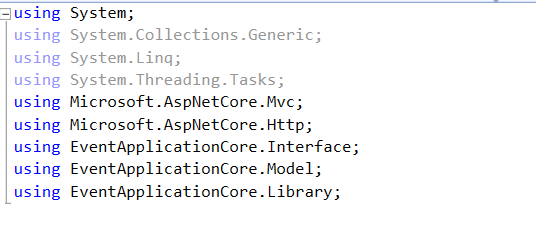 using System;
using System.Collections.Generic;
using System.Linq;
using System.Threading.Tasks;
using Microsoft.AspNetCore.Mvc;
using Microsoft.AspNetCore.Http;
using EventApplicationCore.Interface;
using EventApplicationCore.Model;
using EventApplicationCore.Library;